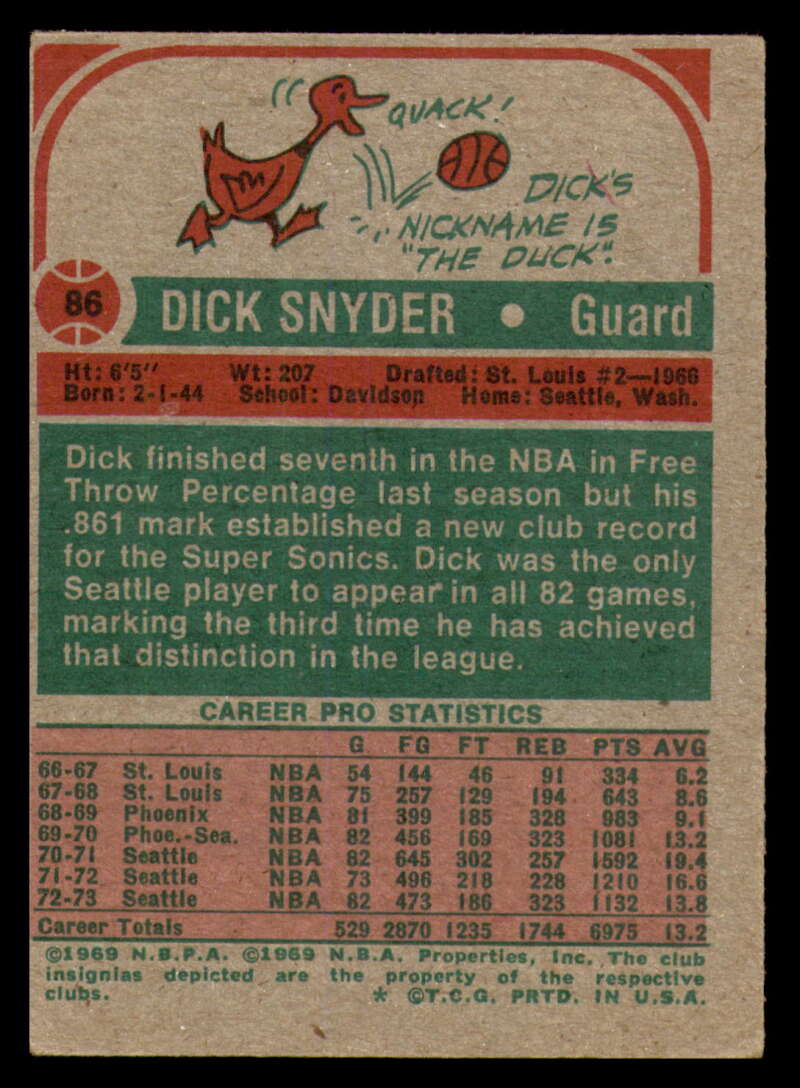 QUACK!
DICK'S
NICKNAME IS
"THE DUCK".
86 DICK SNYDER • Guard
Ht: 6'5" Wt: 207 Drafted: St. Louis #2—1966
Born: 2-1-44 School: Davidson Home: Seattle, Wash.
Dick finished seventh in the NBA in Free
Throw Percentage last season but his
.861 mark established a new club record
for the Super Sonics. Dick was the only
Seattle player to appear in all 82 games,
marking the third time he has achieved
that distinction in the league.
CAREER PRO STATISTICS
G FG FT REB PTS AVG
66-67 St. Louis NBA 54 144 46 91 334 6.2
67-68 St. Louis NBA 75 257 129 194 643 8.6
68-69 Phoenix NBA 81 399 185 328 983 9.1
69-70 Phoe.-Sea. NBA 82 456 169 323 1081 13.2
70-71 Seattle NBA 82 645 302 257 1592 19.4
71-72 Seattle NBA 73 496 218 228 1210 16.6
72-73 Seattle NBA 82 473 186 323 1132 13.8
Career Totals 529 2870 1235 1744 6975 13.2
©1969 N.B.P.A. ©1969 N.B.A. Properties, Inc. The club
insignias depicted are the property of the respective
clubs. * ©T.C.G. PRTD. IN U.S.A.